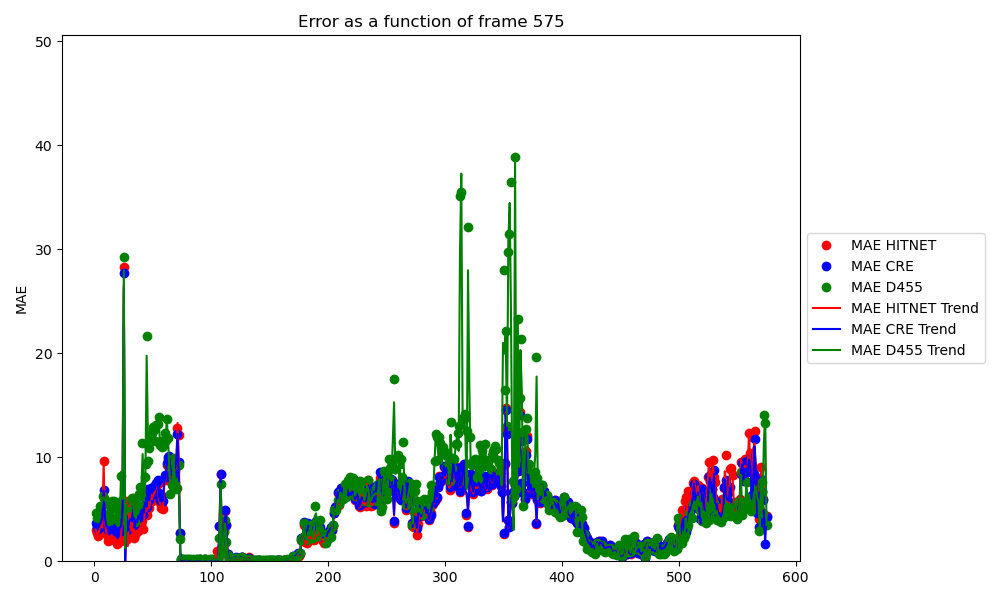 Error as a function of frame 575
MAE
50
40
30
20
10
0
0 100 200 300 400 500 600
MAE HITNET
MAE CRE
MAE D455
MAE HITNET Trend
MAE CRE Trend
MAE D455 Trend